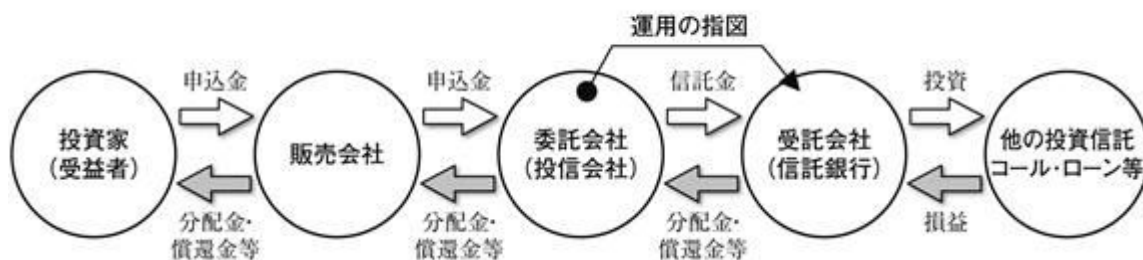 運用の指図
申込金
申込金
信託金
投資
投資家
(受益者)
販売会社
委託会社
(投信会社)
受託会社
(信託銀行)
他の投資信託
コール・ローン等
分配金・
償還金等
分配金・
償還金等
分配金・
償還金等
損益